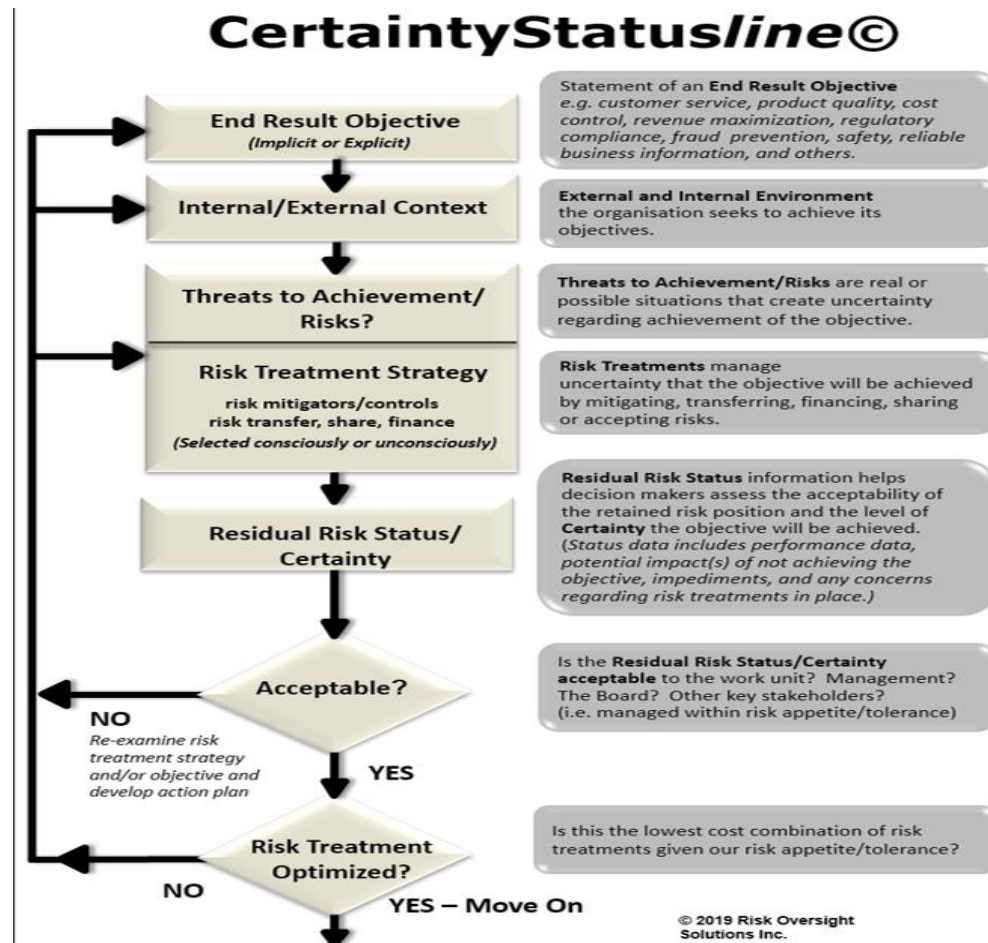 CertaintyStatusline©
End Result Objective
(Implicit or Explicit)
Statement of an End Result Objective
e.g. customer service, product quality, cost
control, revenue maximization, regulatory
compliance, fraud prevention, safety, reliable
business information, and others.
Internal/External Context
External and Internal Environment
the organisation seeks to achieve its
objectives.
Threats to Achievement/
Risks?
Threats to Achievement/Risks are real or
possible situations that create uncertainty
regarding achievement of the objective.
Risk Treatment Strategy
risk mitigators/controls
risk transfer, share, finance
(Selected consciously or unconsciously)
Risk Treatments manage
uncertainty that the objective will be achieved
by mitigating, transferring, financing, sharing
or accepting risks.
Residual Risk Status/
Certainty
Residual Risk Status information helps
decision makers assess the acceptability of
the retained risk position and the level of
Certainty the objective will be achieved.
(Status data includes performance data,
potential impact(s) of not achieving the
objective, impediments, and any concerns
regarding risk treatments in place.)
Acceptable?
Is the Residual Risk Status/Certainty
acceptable to the work unit? Management?
The Board? Other key stakeholders?
(i.e. managed within risk appetite/tolerance)
NO
Re-examine risk
treatment strategy
and/or objective and
develop action plan
YES
Risk Treatment
Optimized?
Is this the lowest cost combination of risk
treatments given our risk appetite/tolerance?
NO
YES – Move On
© 2019 Risk Oversight
Solutions Inc.